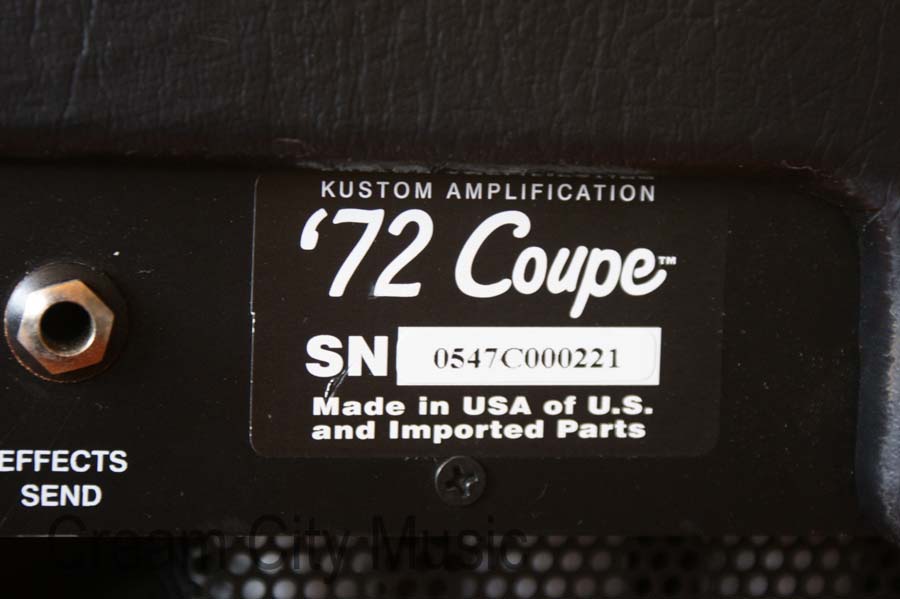 KUSTOM AMPLIFICATION
'72 Coupe™
SN 0547C000221
Made in USA of U.S.
and Imported Parts
EFFECTS
SEND
Cream City Music